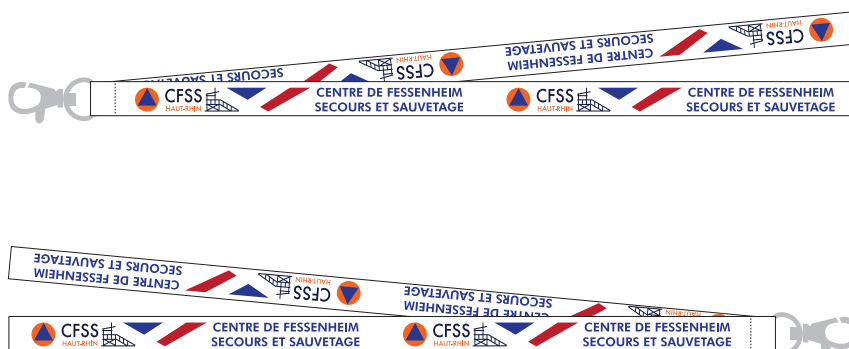 SECOURS ET SAUVETAGE
CFSS
HAUT-RHIN
CENTRE DE FESSENHEIM
SECOURS ET SAUVETAGE
CFSS
HAUT-RHIN
CFSS
HAUT-RHIN
CENTRE DE FESSENHEIM
SECOURS ET SAUVETAGE
CFSS
HAUT-RHIN
CENTRE DE FESSENHEIM
SECOURS ET SAUVETAGE
CENTRE DE FESSENHEIM
SECOURS ET SAUVETAGE
CFSS
HAUT-RHIN
CENTRE DE FESSENHEIM
SECOURS ET SAUVETAGE
HAUT-RHIN
CFSS
HAUT-RHIN
CENTRE DE FESSENHEIM
SECOURS ET SAUVETAGE
CFSS
HAUT-RHIN
CENTRE DE FESSENHEIM
SECOURS ET SAUVETAGE